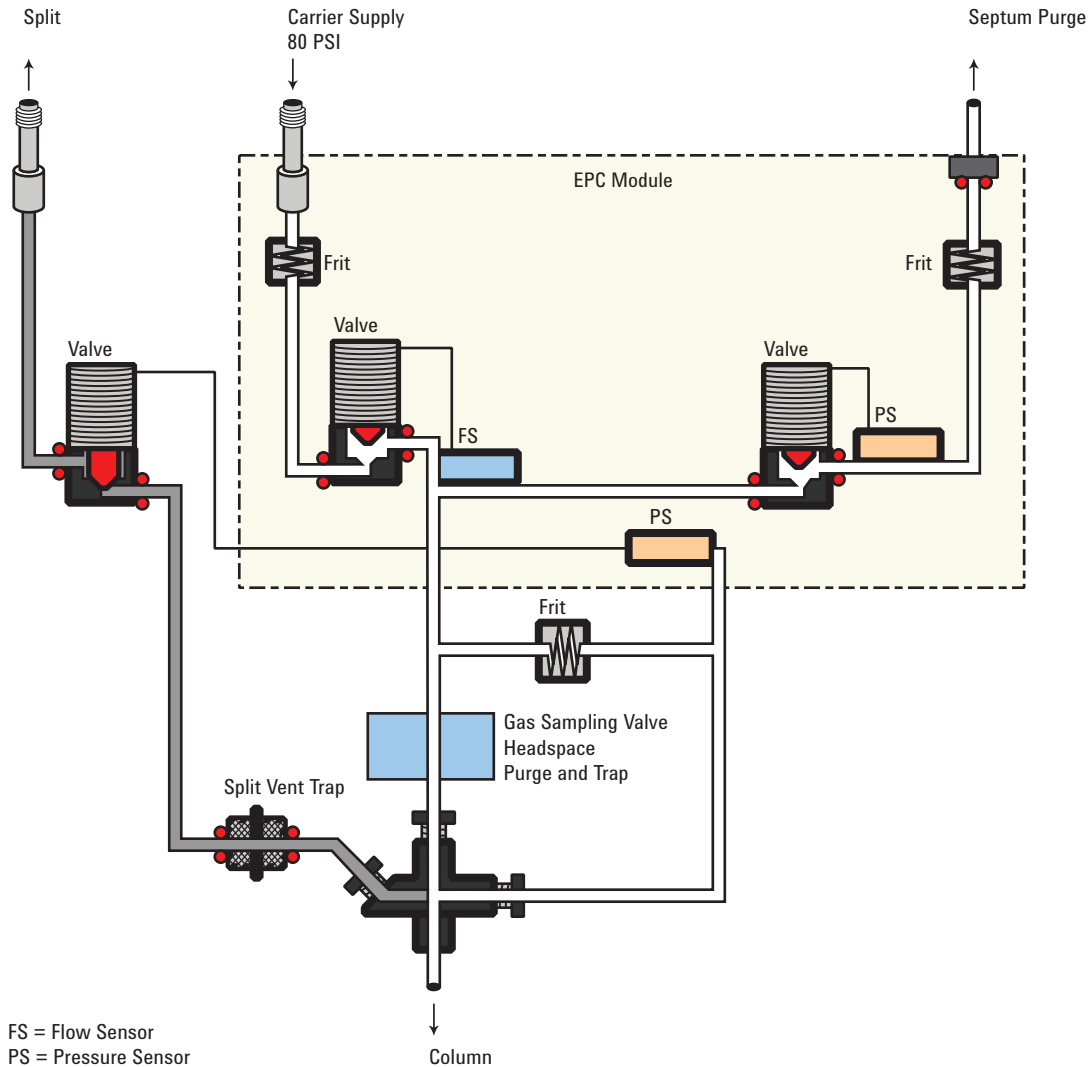 Split
Carrier Supply
80 PSI
Septum Purge
EPC Module
Frit
Frit
Valve
Valve
Valve
FS
PS
PS
Frit
Gas Sampling Valve
Headspace
Purge and Trap
Split Vent Trap
FS = Flow Sensor
PS = Pressure Sensor
Column